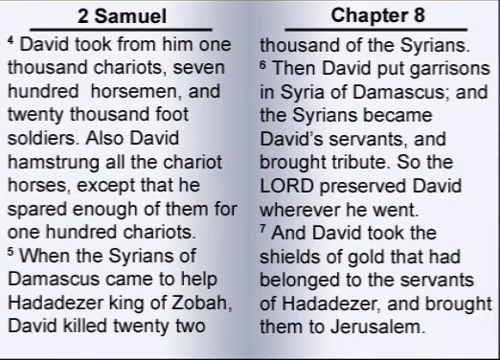 2 Samuel
⁴ David took from him one
thousand chariots, seven
hundred horsemen, and
twenty thousand foot
soldiers. Also David
hamstrung all the chariot
horses, except that he
spared enough of them for
one hundred chariots.
⁵ When the Syrians of
Damascus came to help
Hadadezer king of Zobah,
David killed twenty two
Chapter 8
thousand of the Syrians.
⁶ Then David put garrisons
in Syria of Damascus; and
the Syrians became
David's servants, and
brought tribute. So the
LORD preserved David
wherever he went.
⁷ And David took the
shields of gold that had
belonged to the servants
of Hadadezer, and brought
them to Jerusalem.